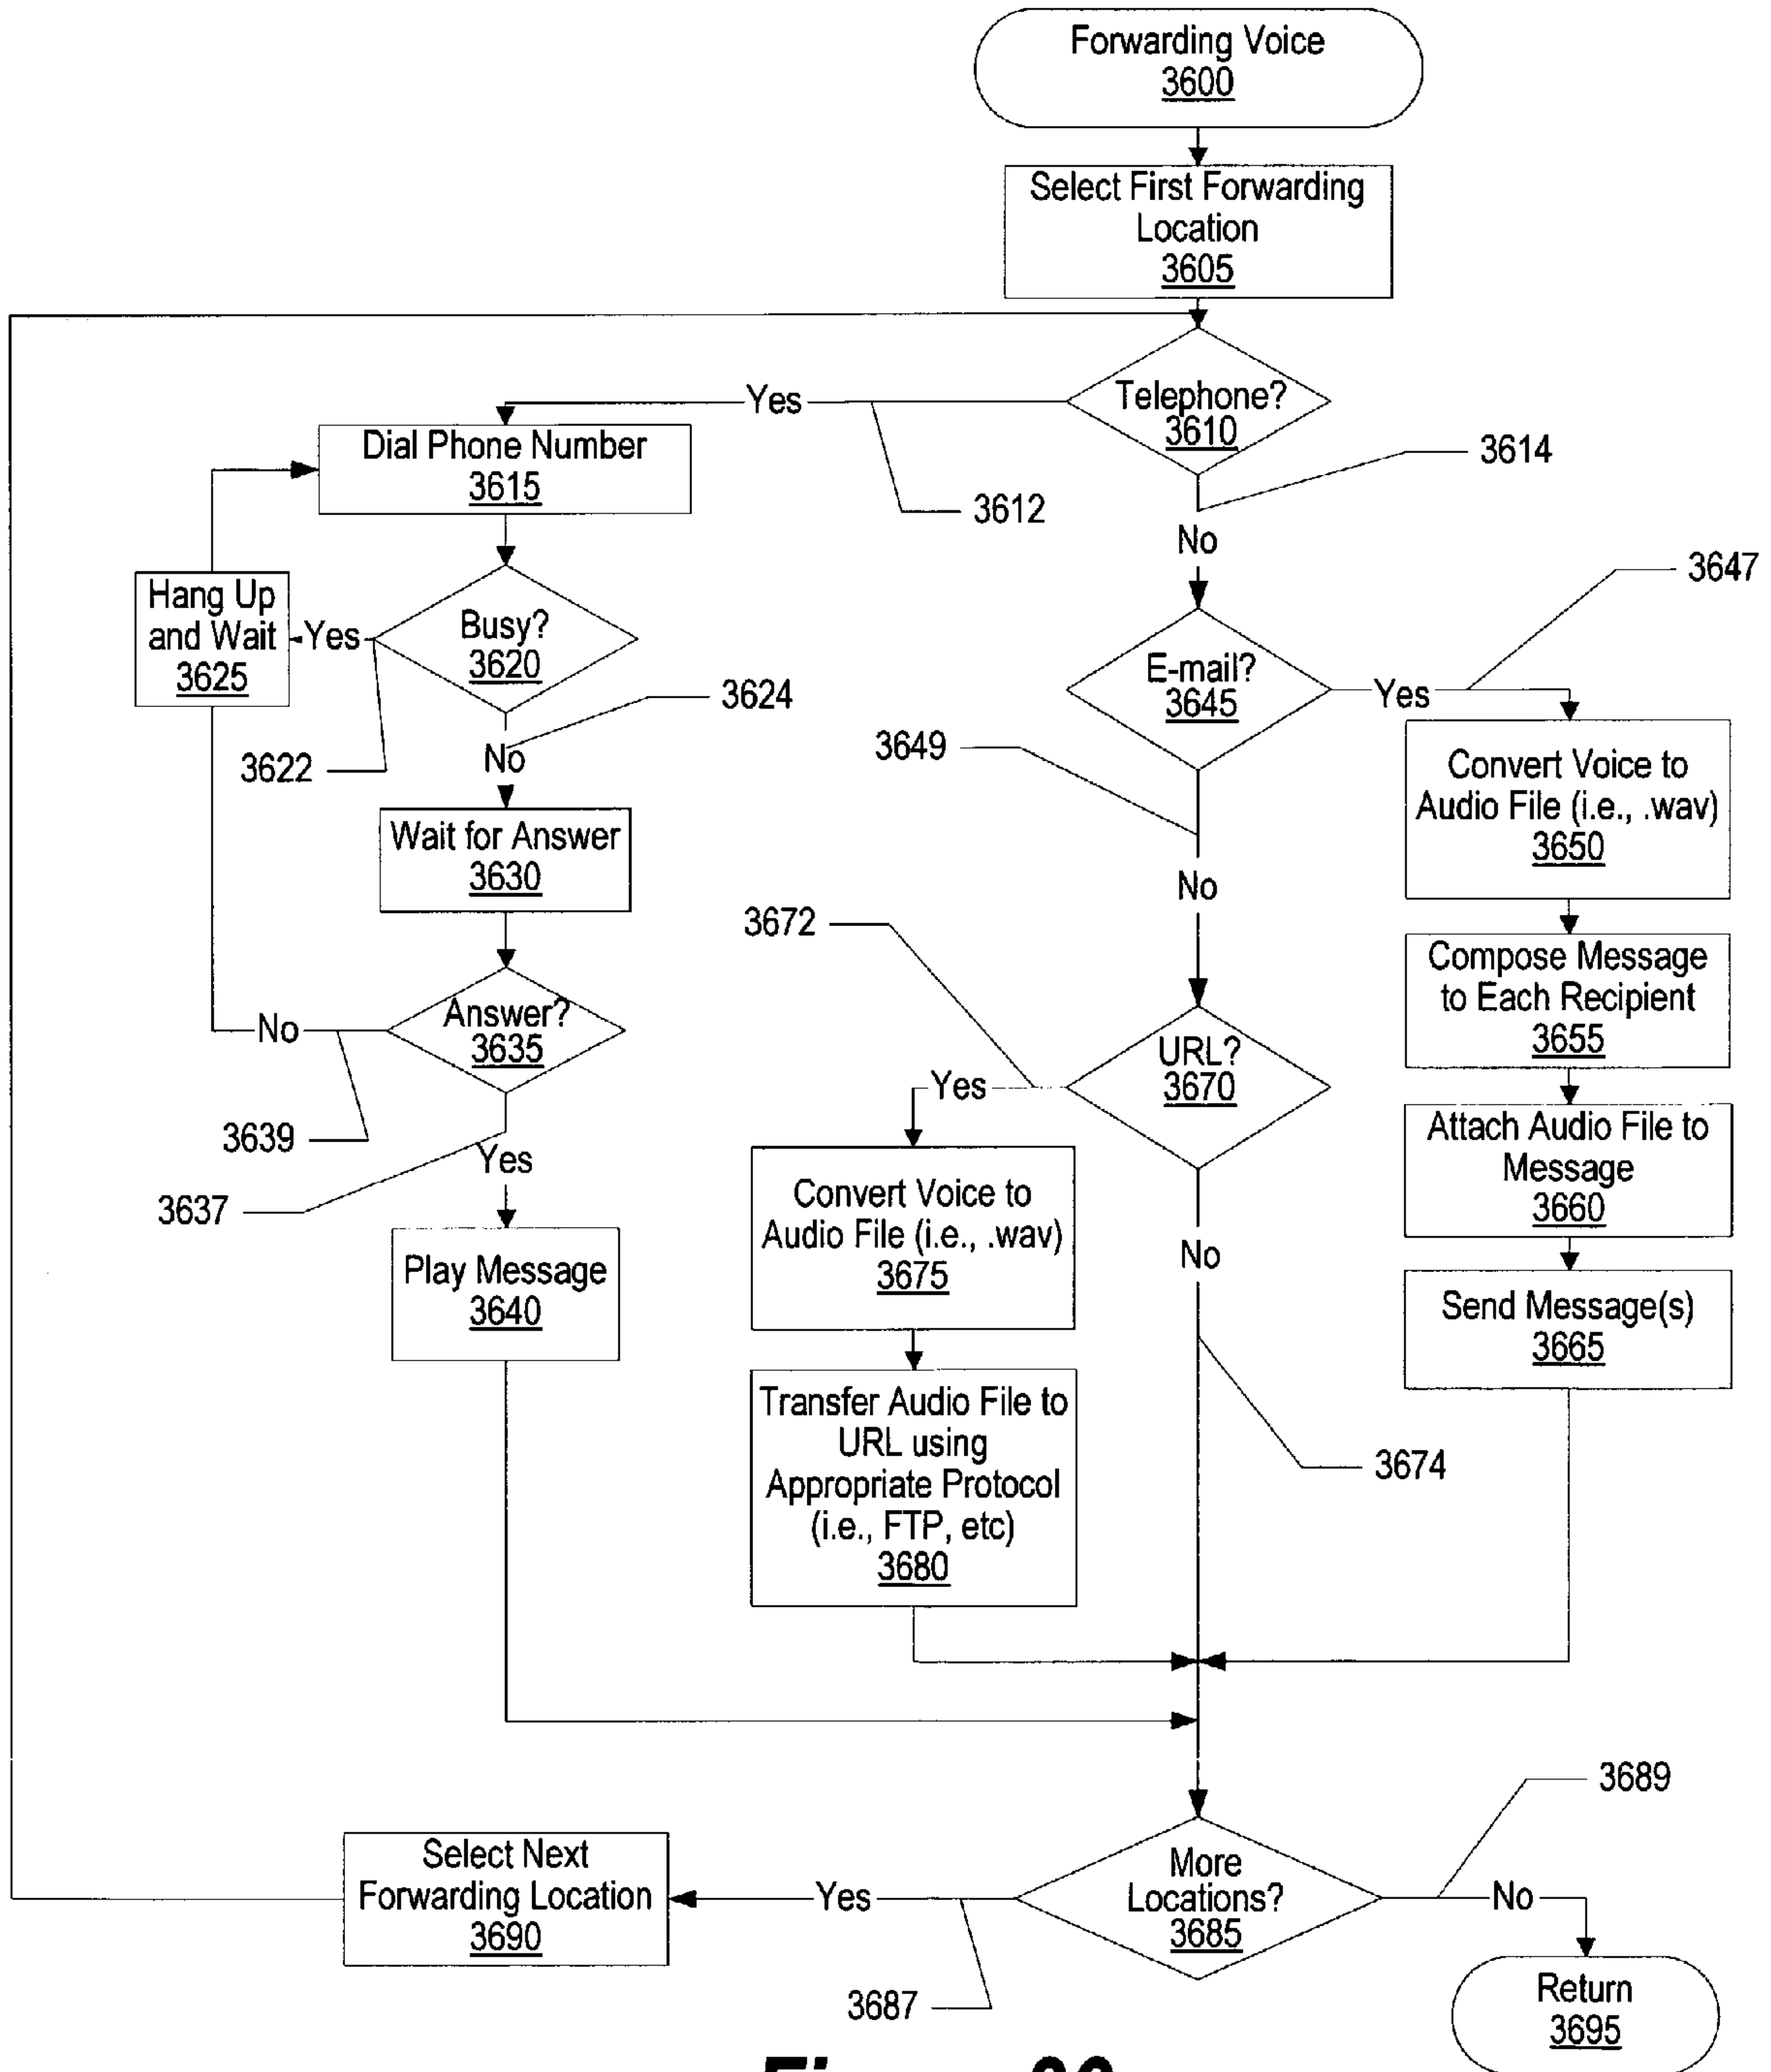 Forwarding Voice
3600
Select First Forwarding
Location
3605
Telephone?
3610
Yes
3612
3614
No
Dial Phone Number
3615
Busy?
3620
Yes
Hang Up
and Wait
3625
3622
3624
No
Wait for Answer
3630
Answer?
3635
No
3639
3637
Yes
Play Message
3640
E-mail?
3645
Yes
3647
3649
No
Convert Voice to
Audio File (i.e., .wav)
3650
Compose Message
to Each Recipient
3655
Attach Audio File to
Message
3660
Send Message(s)
3665
URL?
3670
3672
Yes
Convert Voice to
Audio File (i.e., .wav)
3675
Transfer Audio File to
URL using
Appropriate Protocol
(i.e., FTP, etc)
3680
No
3674
More
Locations?
3685
Yes
3687
Select Next
Forwarding Location
3690
3689
No
Return
3695